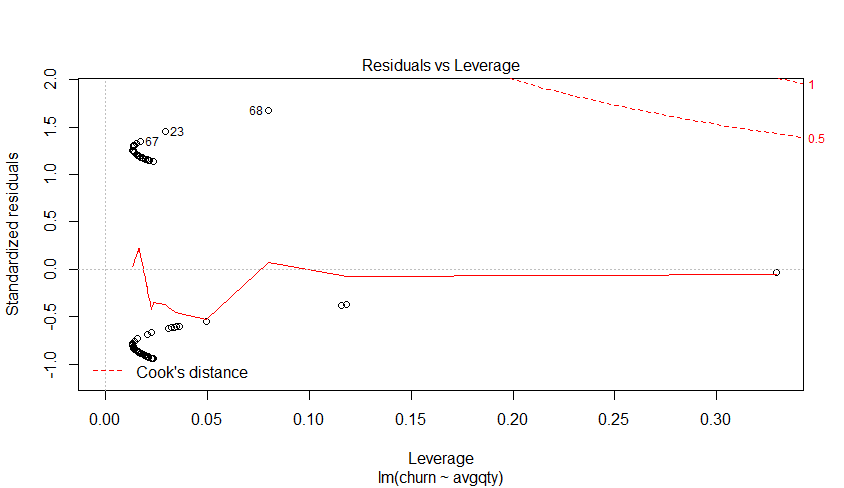 Residuals vs Leverage
2.0
1.5
1.0
0.5
0.0
-0.5
-1.0
Standardized residuals
68
23
67
1
0.5
Cook's distance
0.00 0.05 0.10 0.15 0.20 0.25 0.30
Leverage
lm(churn ~ avgqty)